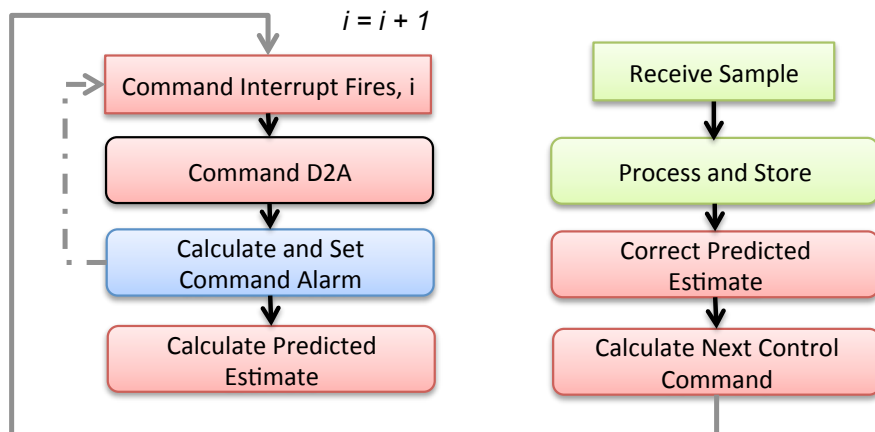 i = i + 1
Command Interrupt Fires, i
Command D2A
Calculate and Set
Command Alarm
Calculate Predicted
Estimate
Receive Sample
Process and Store
Correct Predicted
Estimate
Calculate Next Control
Command